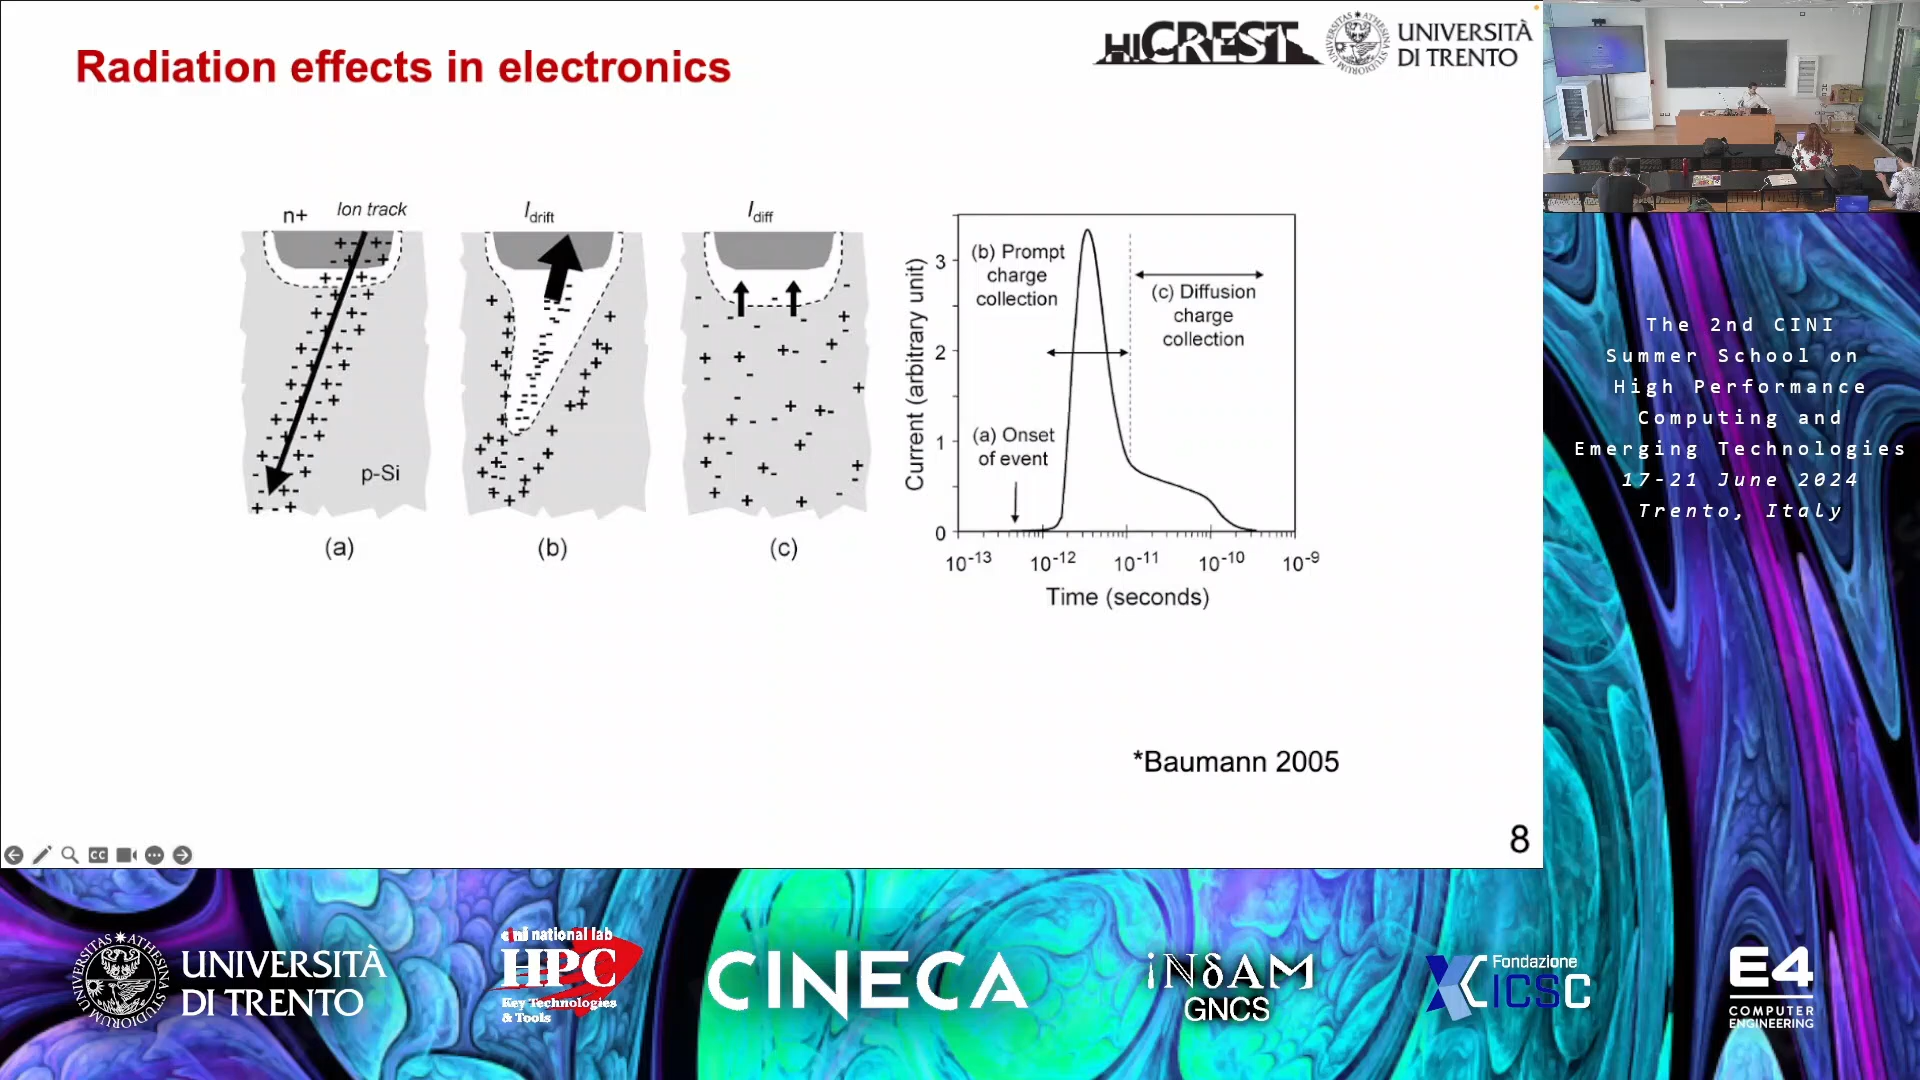 Radiation effects in electronics
HiCREST
UNIVERSITÀ
DI TRENTO
n+
Ion track
p-Si
(a)
Idrift
(b)
Idiff
(c)
Current (arbitrary unit)
3
2
1
0
(b) Prompt
charge
collection
(c) Diffusion
charge
collection
(a) Onset
of event
10-13
10-12
10-11
10-10
10-9
Time (seconds)
*Baumann 2005
8
CC
The 2nd CINI
Summer School on
High Performance
Computing and
Emerging Technologies
17-21 June 2024
Trento, Italy
UNIVERSITÀ
DI TRENTO
cini national lab
HPC
Key Technologies
& Tools
CINECA
iNδAM
GNCS
Fondazione
ICSC
E4
COMPUTER
ENGINEERING